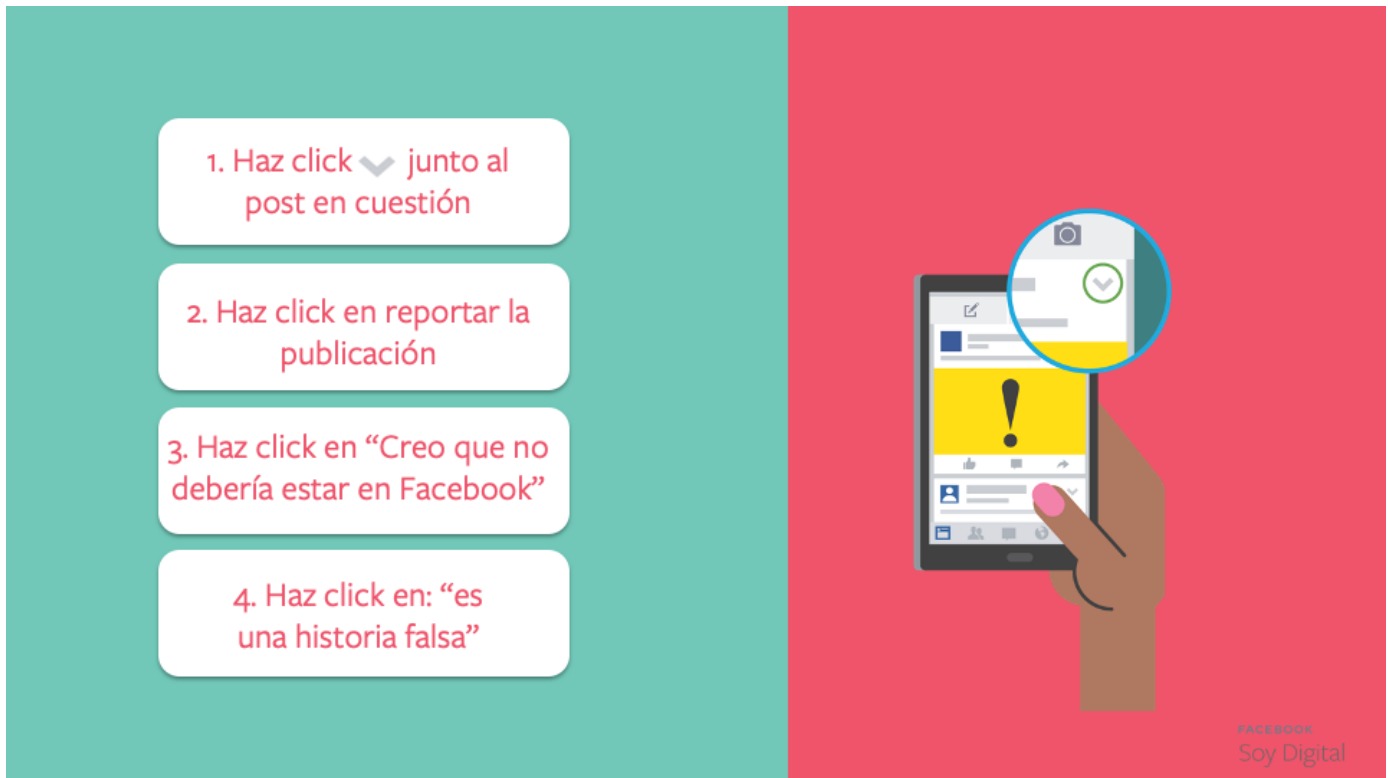 1. Haz click junto al
post en cuestión
2. Haz click en reportar la
publicación
3. Haz click en “Creo que no
debería estar en Facebook”
4. Haz click en: “es
una historia falsa”
FACEBOOK
Soy Digital